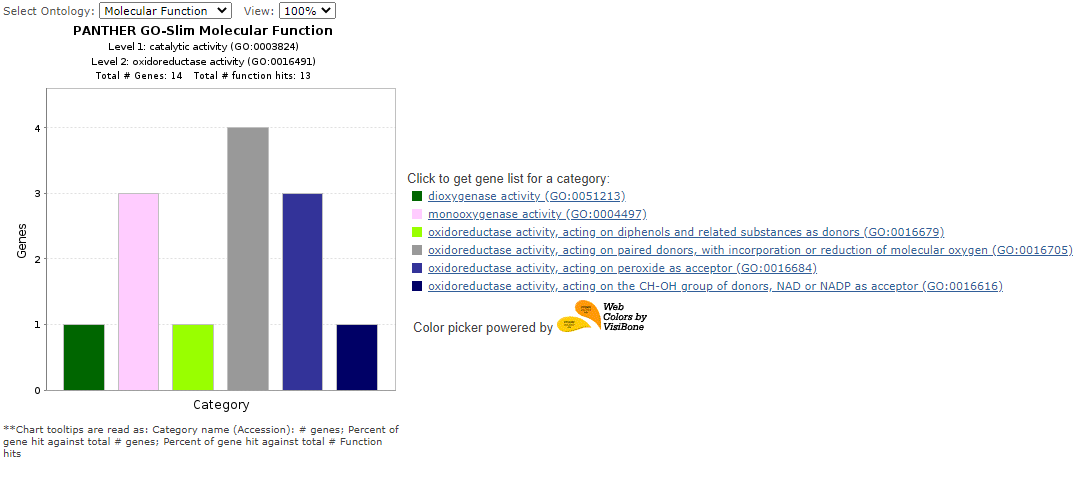 Select Ontology: Molecular Function View: 100%
PANTHER GO-Slim Molecular Function
Level 1: catalytic activity (GO:0003824)
Level 2: oxidoreductase activity (GO:0016491)
Total # Genes: 14 Total # function hits: 13
4
3
2
1
0
Genes
Category
Click to get gene list for a category:
dioxygenase activity (GO:0051213)
monooxygenase activity (GO:0004497)
oxidoreductase activity, acting on diphenols and related substances as donors (GO:0016679)
oxidoreductase activity, acting on paired donors, with incorporation or reduction of molecular oxygen (GO:0016705)
oxidoreductase activity, acting on peroxide as acceptor (GO:0016684)
oxidoreductase activity, acting on the CH-OH group of donors, NAD or NADP as acceptor (GO:0016616)
Color picker powered by
Web
Colors by
VisiBone
**Chart tooltips are read as: Category name (Accession): # genes; Percent of
gene hit against total # genes; Percent of gene hit against total # Function
hits